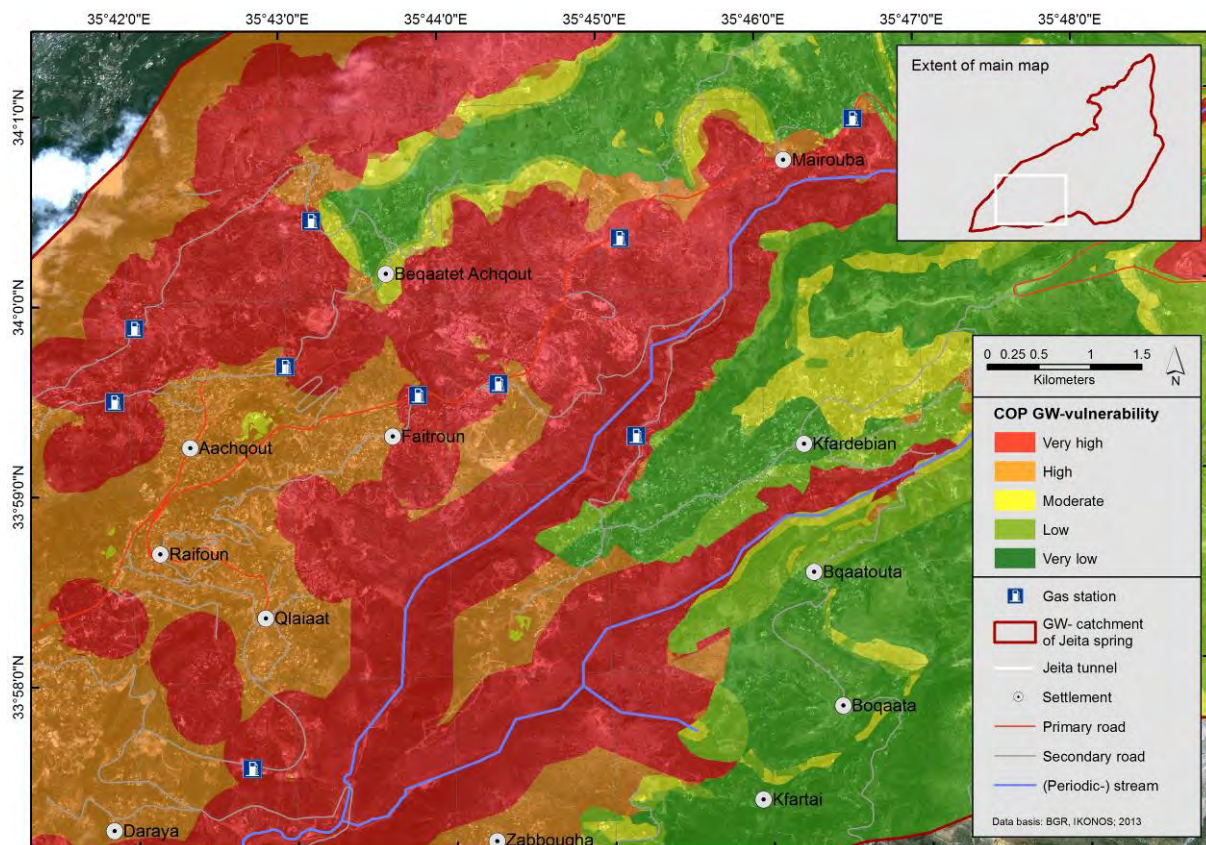 35°42'0"E
35°43'0"E
35°44'0"E
35°45'0"E
35°46'0"E
35°47'0"E
35°48'0"E
34°1'0"N
34°0'0"N
33°59'0"N
33°58'0"N
Extent of main map
Mairouba
Beqaatet Achqout
Aachqout
Faitroun
Kfardebian
Raifoun
Bqaatouta
Qlaiaat
Boqaata
Kfartai
Daraya
Zabbougha
0 0.25 0.5 1 1.5
Kilometers
N
COP GW-vulnerability
Very high
High
Moderate
Low
Very low
Gas station
GW- catchment
of Jeita spring
Jeita tunnel
Settlement
Primary road
Secondary road
(Periodic-) stream
Data basis: BGR, IKONOS; 2013